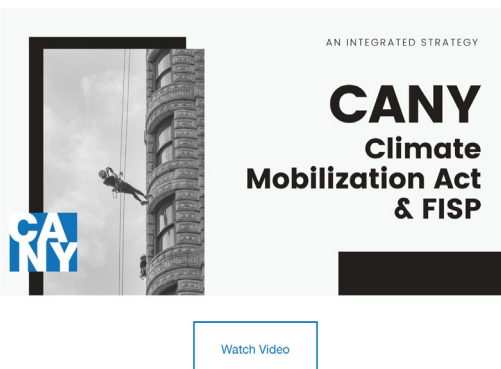 AN INTEGRATED STRATEGY
CANY
Climate
Mobilization Act
& FISP
CA
NY
Watch Video